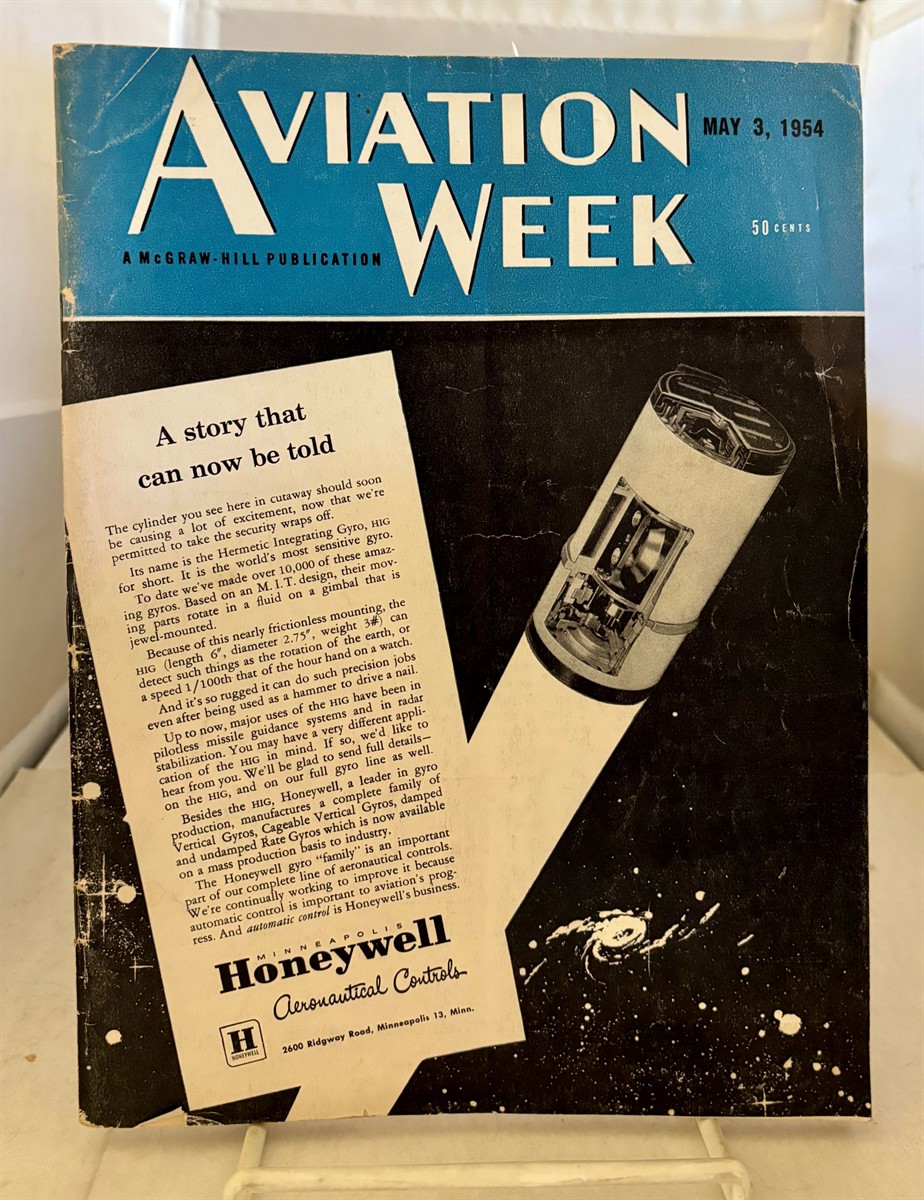 AVIATION
WEEK
MAY 3, 1954
50 CENTS
A McGRAW-HILL PUBLICATION
A story that
can now be told
The cylinder you see here in cutaway should soon
be causing a lot of excitement, now that we're
permitted to take the security wraps off.
Its name is the Hermetic Integrating Gyro, HIG
for short. It is the world's most sensitive gyro.
To date we've made over 10,000 of these amaz-
ing gyros. Based on an M.I.T. design, their mov-
ing parts rotate in a fluid on a gimbal that is
jewel-mounted.
Because of this nearly frictionless mounting, the
HIG (length 6", diameter 2.75", weight 3#) can
detect such things as the rotation of the earth, or
a speed 1/100th that of the hour hand on a watch.
And it's so rugged it can do such precision jobs
even after being used as a hammer to drive a nail.
Up to now, major uses of the HIG have been in
pilotless missile guidance systems and in radar
stabilization. You may have a very different appli-
cation of the HIG in mind. If so, we'd like to
hear from you. We'll be glad to send full details—
on the HIG, and on our full gyro line as well.
Besides the HIG, Honeywell, a leader in gyro
production, manufactures a complete family of
Vertical Gyros, Cageable Vertical Gyros, damped
and undamped Rate Gyros which is now available
on a mass production basis to industry.
The Honeywell gyro "family" is an important
part of our complete line of aeronautical controls.
We're continually working to improve it because
automatic control is important to aviation's prog-
ress. And automatic control is Honeywell's business.
MINNEAPOLIS
Honeywell
Aeronautical Controls
H
HONEYWELL
2600 Ridgway Road, Minneapolis 13, Minn.